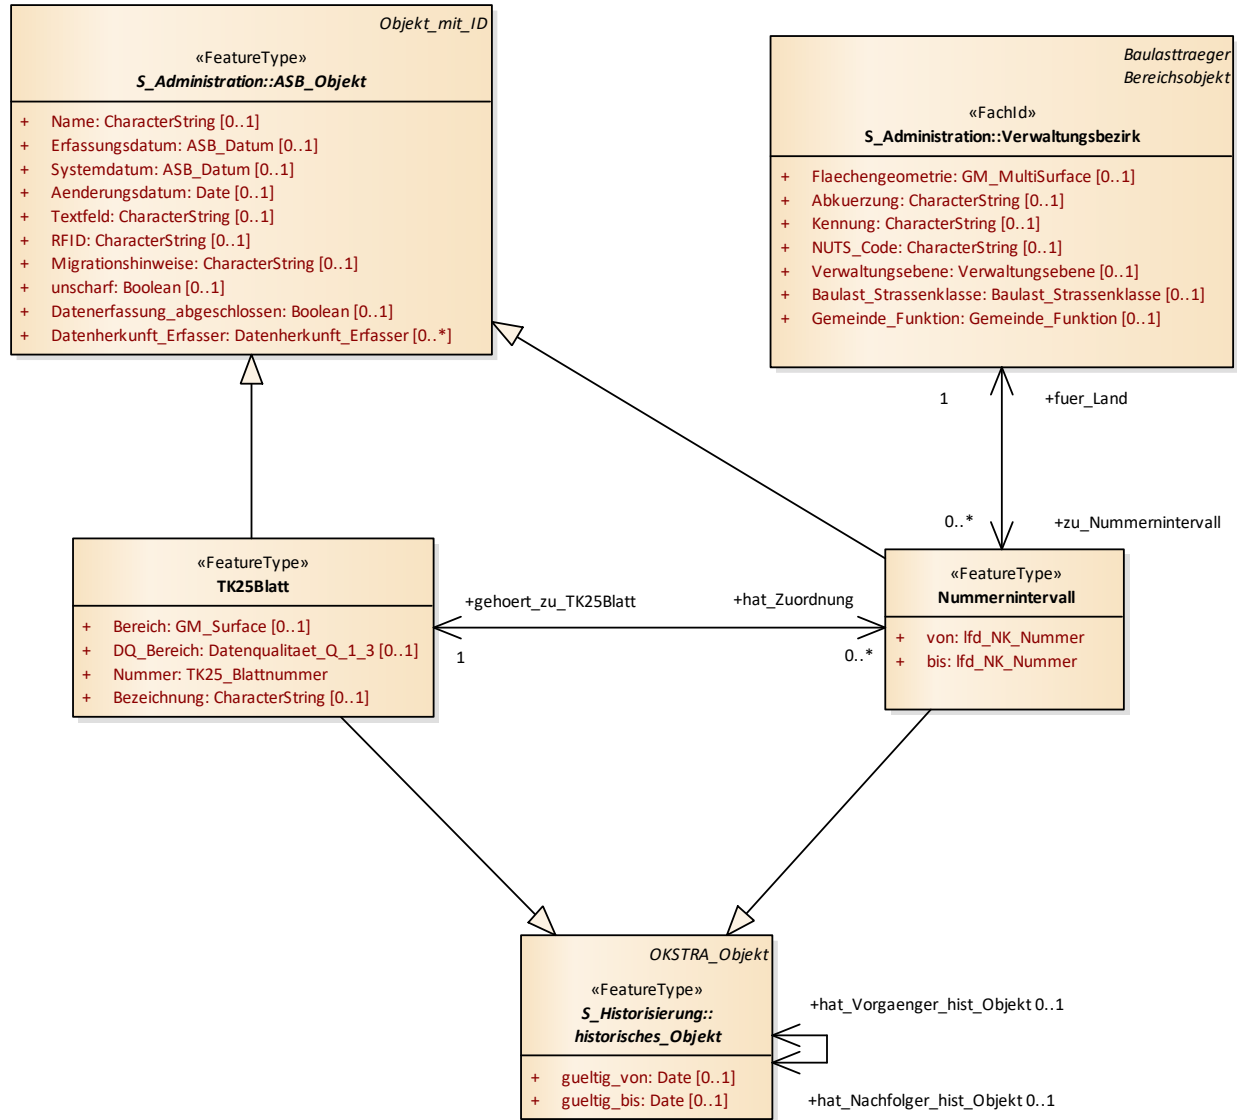 Objekt_mit_ID
«FeatureType»
S_Administration::ASB_Objekt
+ Name: CharacterString [0..1]
+ Erfassungsdatum: ASB_Datum [0..1]
+ Systemdatum: ASB_Datum [0..1]
+ Aenderungsdatum: Date [0..1]
+ Textfeld: CharacterString [0..1]
+ RFID: CharacterString [0..1]
+ Migrationshinweise: CharacterString [0..1]
+ unscharf: Boolean [0..1]
+ Datenerfassung_abgeschlossen: Boolean [0..1]
+ Datenherkunft_Erfasser: Datenherkunft_Erfasser [0..*]
Baulasttraeger
Bereichsobjekt
«FachId»
S_Administration::Verwaltungsbezirk
+ Flaechengeometrie: GM_MultiSurface [0..1]
+ Abkuerzung: CharacterString [0..1]
+ Kennung: CharacterString [0..1]
+ NUTS_Code: CharacterString [0..1]
+ Verwaltungsebene: Verwaltungsebene [0..1]
+ Baulast_Strassenklasse: Baulast_Strassenklasse [0..1]
+ Gemeinde_Funktion: Gemeinde_Funktion [0..1]
1 +fuer_Land
0..* +zu_Nummernintervall
«FeatureType»
TK25Blatt
+ Bereich: GM_Surface [0..1]
+ DQ_Bereich: Datenqualitaet_Q_1_3 [0..1]
+ Nummer: TK25_Blattnummer
+ Bezeichnung: CharacterString [0..1]
+gehoert_zu_TK25Blatt +hat_Zuordnung
1 0..*
«FeatureType»
Nummernintervall
+ von: lfd_NK_Nummer
+ bis: lfd_NK_Nummer
OKSTRA_Objekt
«FeatureType»
S_Historisierung::
historisches_Objekt
+ gueltig_von: Date [0..1]
+ gueltig_bis: Date [0..1]
+hat_Vorgaenger_hist_Objekt 0..1
+hat_Nachfolger_hist_Objekt 0..1